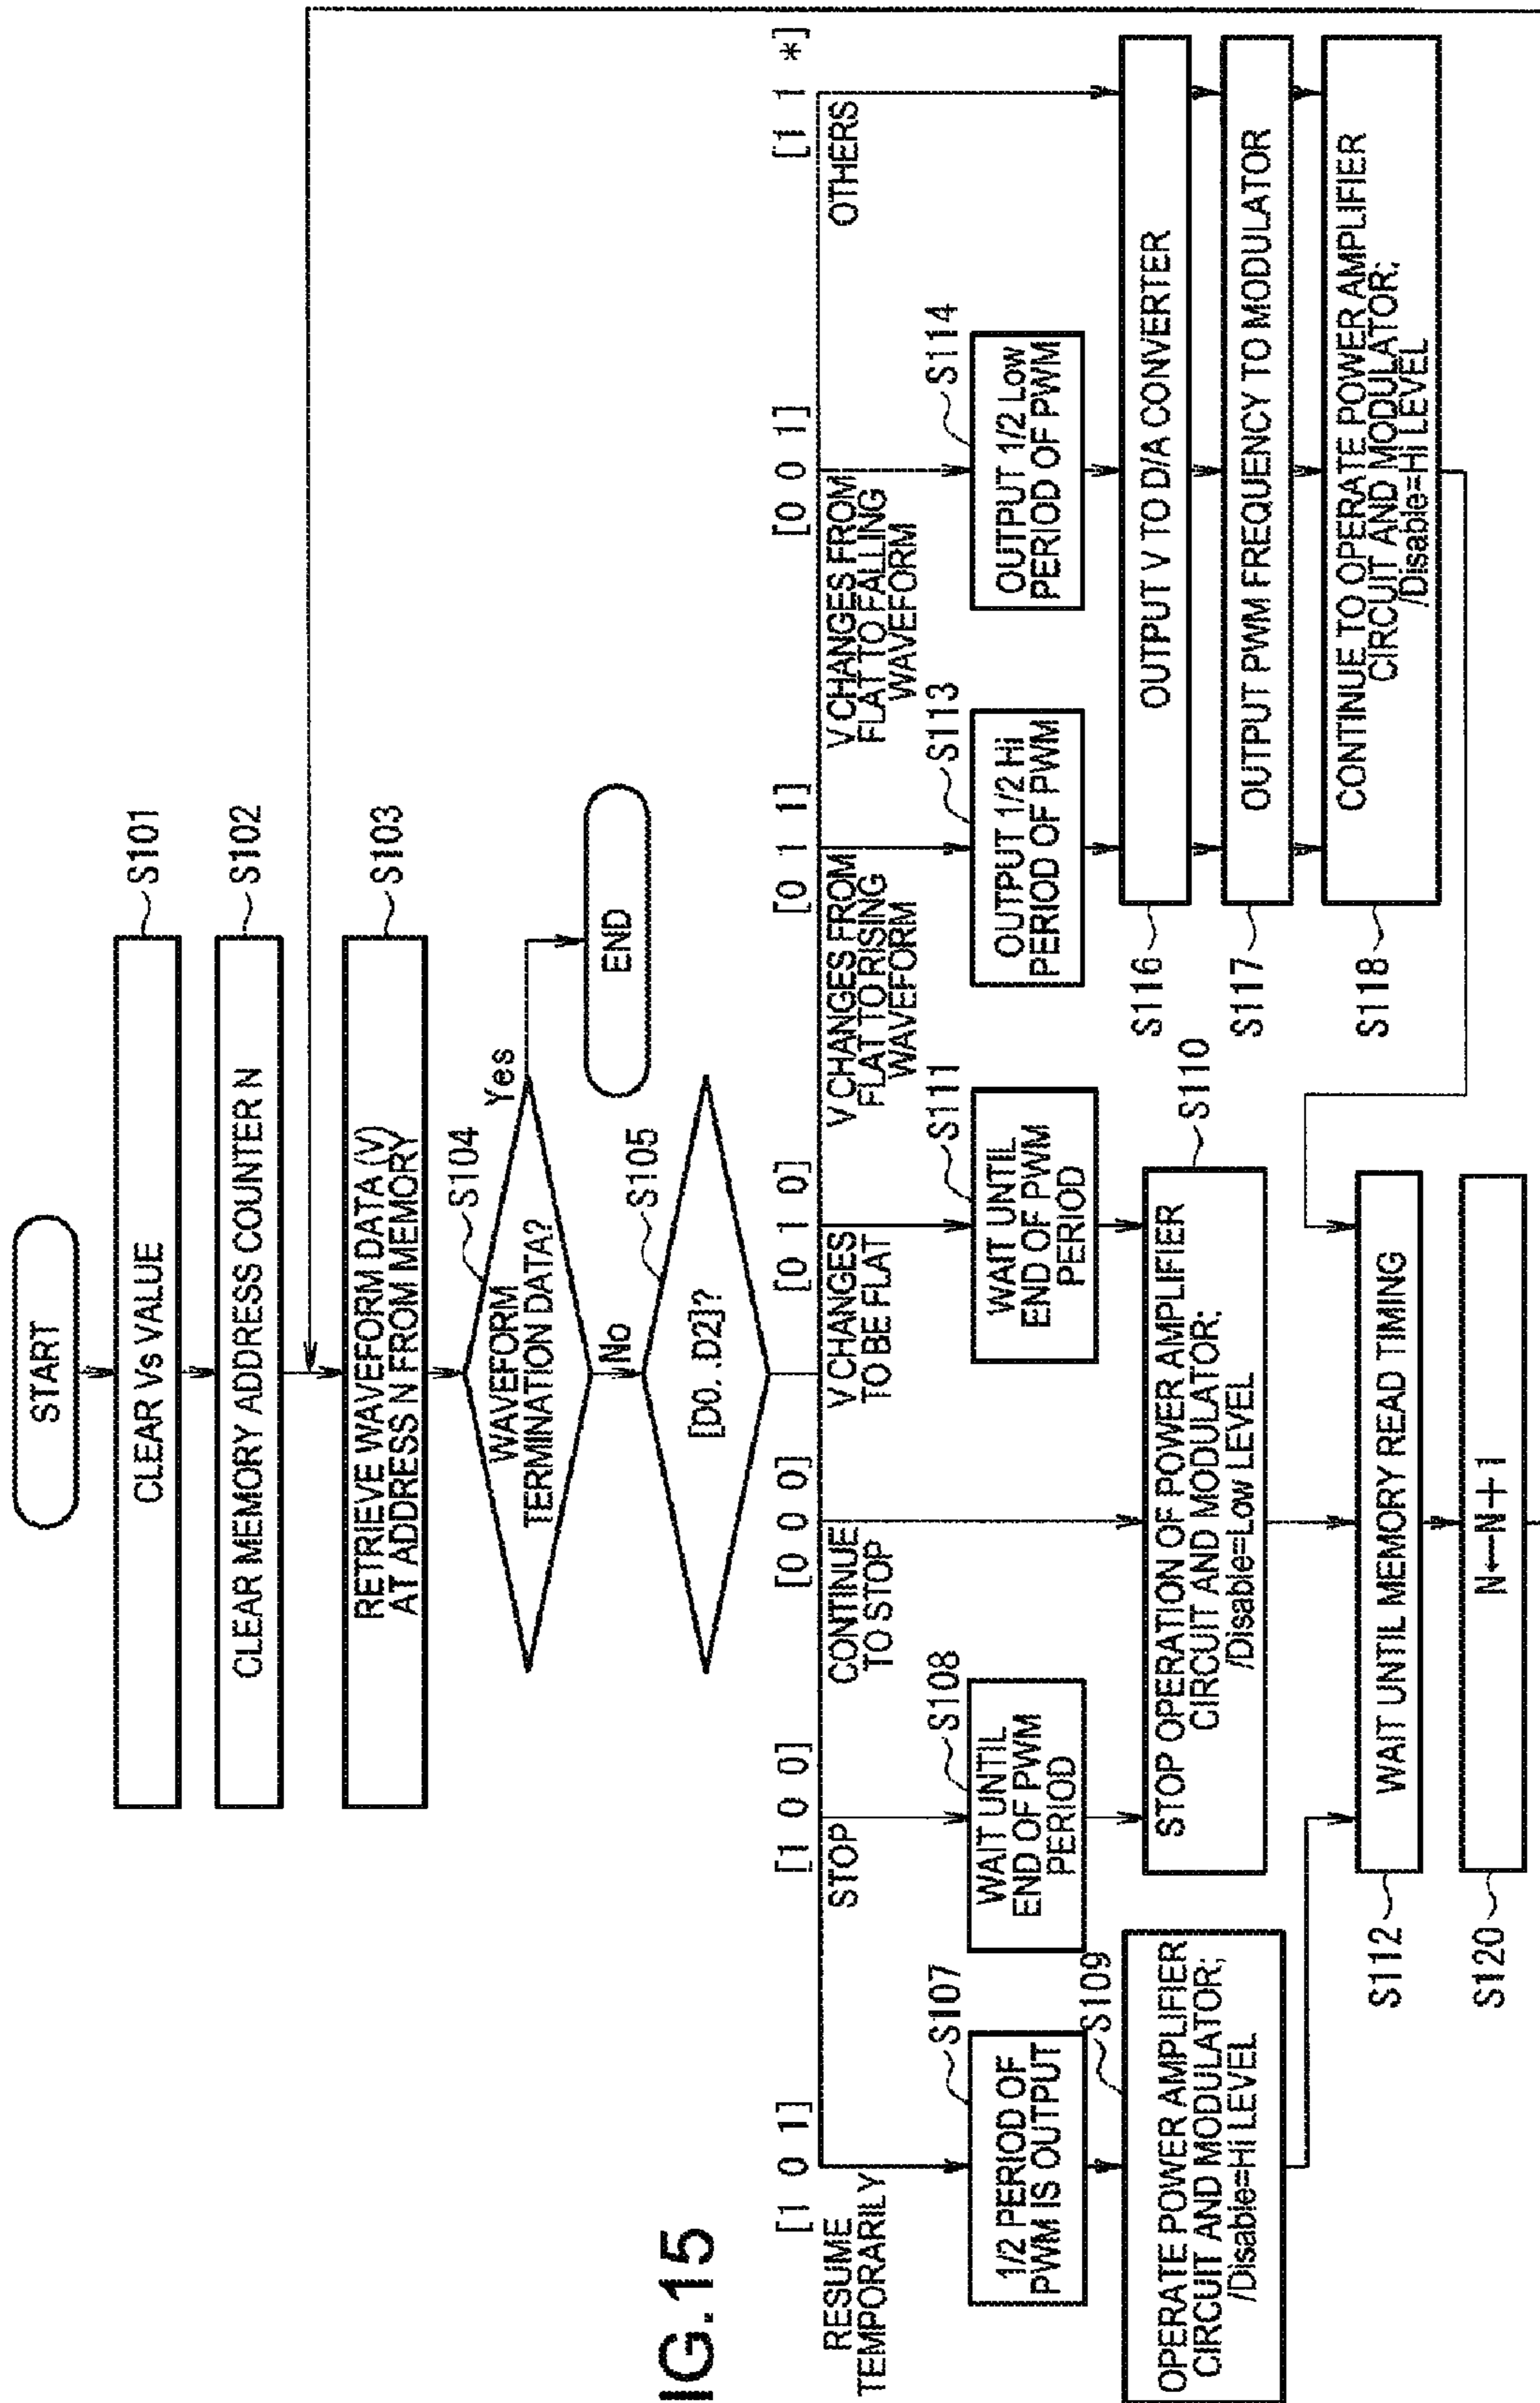 IG.15
START
CLEAR Vs VALUE
S101
CLEAR MEMORY ADDRESS COUNTER N
S102
RETRIEVE WAVEFORM DATA (V)
AT ADDRESS N FROM MEMORY
S103
WAVEFORM
TERMINATION DATA?
S104
Yes
END
No
[D0..D2]?
S105
[1 0 1]
RESUME
TEMPORARILY
[1 0 0]
STOP
[0 0 0]
CONTINUE
TO STOP
[0 1 0]
V CHANGES
TO BE FLAT
[0 1 1]
V CHANGES FROM
FLAT TO RISING
WAVEFORM
[0 0 1]
V CHANGES FROM
FLAT TO FALLING
WAVEFORM
[1 1 *]
OTHERS
1/2 PERIOD OF
PWM IS OUTPUT
S107
WAIT UNTIL
END OF PWM
PERIOD
S108
WAIT UNTIL
END OF PWM
PERIOD
S111
OUTPUT 1/2 Hi
PERIOD OF PWM
S113
OUTPUT 1/2 Low
PERIOD OF PWM
S114
OPERATE POWER AMPLIFIER
CIRCUIT AND MODULATOR;
/Disable=Hi LEVEL
S109
STOP OPERATION OF POWER AMPLIFIER
CIRCUIT AND MODULATOR;
/Disable=Low LEVEL
S110
S116
OUTPUT V TO D/A CONVERTER
S117
OUTPUT PWM FREQUENCY TO MODULATOR
S118
CONTINUE TO OPERATE POWER AMPLIFIER
CIRCUIT AND MODULATOR;
/Disable=Hi LEVEL
S112
WAIT UNTIL MEMORY READ TIMING
S120
N←N+1